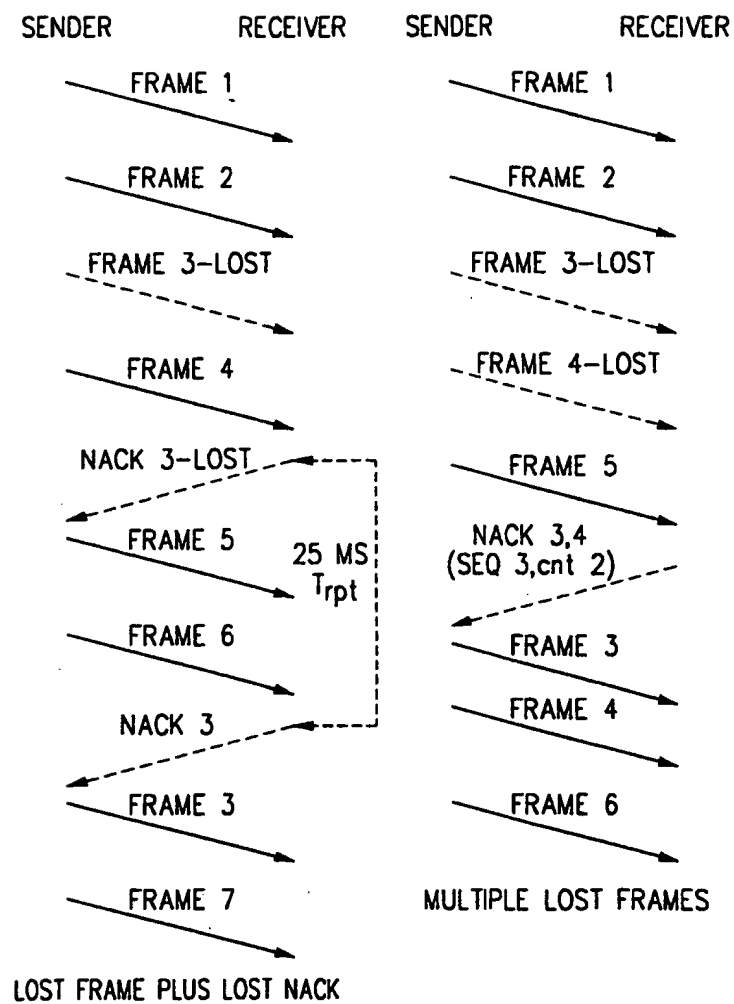 SENDER RECEIVER
FRAME 1
FRAME 2
FRAME 3-LOST
FRAME 4
NACK 3-LOST
FRAME 5
25 MS
Trpt
FRAME 6
NACK 3
FRAME 3
FRAME 7
LOST FRAME PLUS LOST NACK
SENDER RECEIVER
FRAME 1
FRAME 2
FRAME 3-LOST
FRAME 4-LOST
FRAME 5
NACK 3,4
(SEQ 3,cnt 2)
FRAME 3
FRAME 4
FRAME 6
MULTIPLE LOST FRAMES